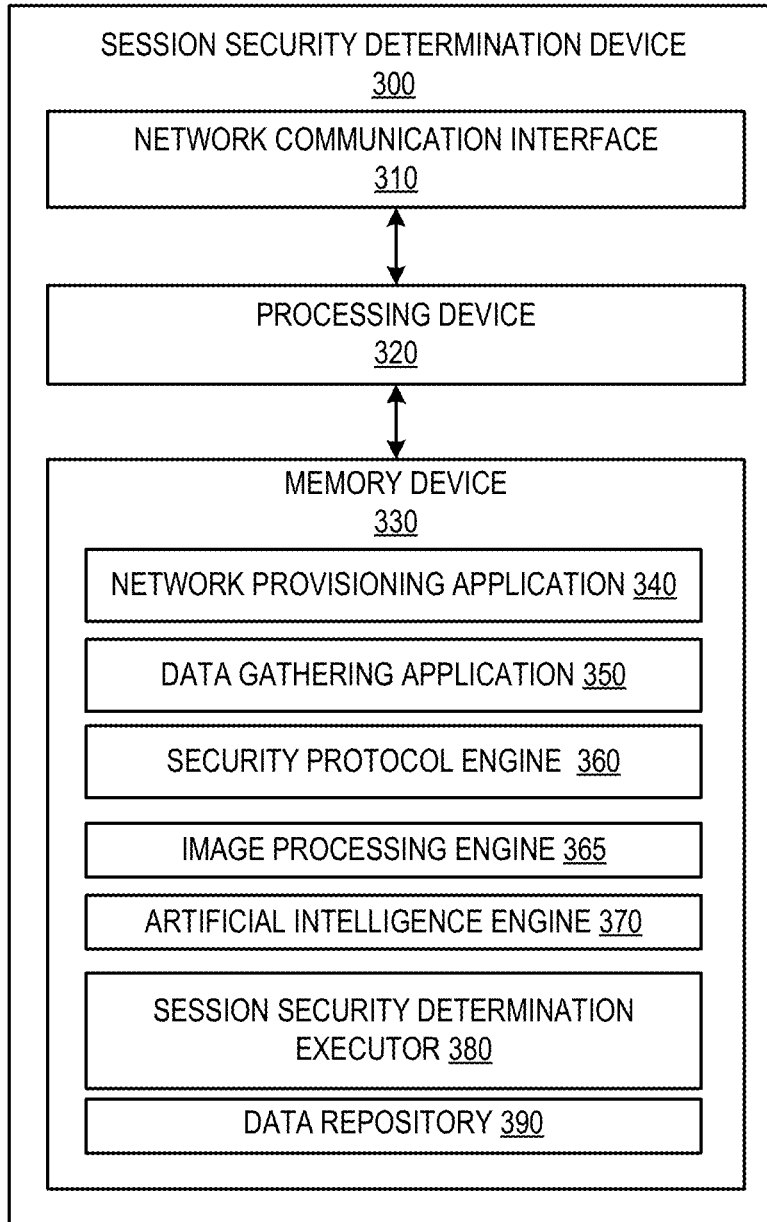 SESSION SECURITY DETERMINATION DEVICE
300
NETWORK COMMUNICATION INTERFACE
310
PROCESSING DEVICE
320
MEMORY DEVICE
330
NETWORK PROVISIONING APPLICATION 340
DATA GATHERING APPLICATION 350
SECURITY PROTOCOL ENGINE 360
IMAGE PROCESSING ENGINE 365
ARTIFICIAL INTELLIGENCE ENGINE 370
SESSION SECURITY DETERMINATION
EXECUTOR 380
DATA REPOSITORY 390